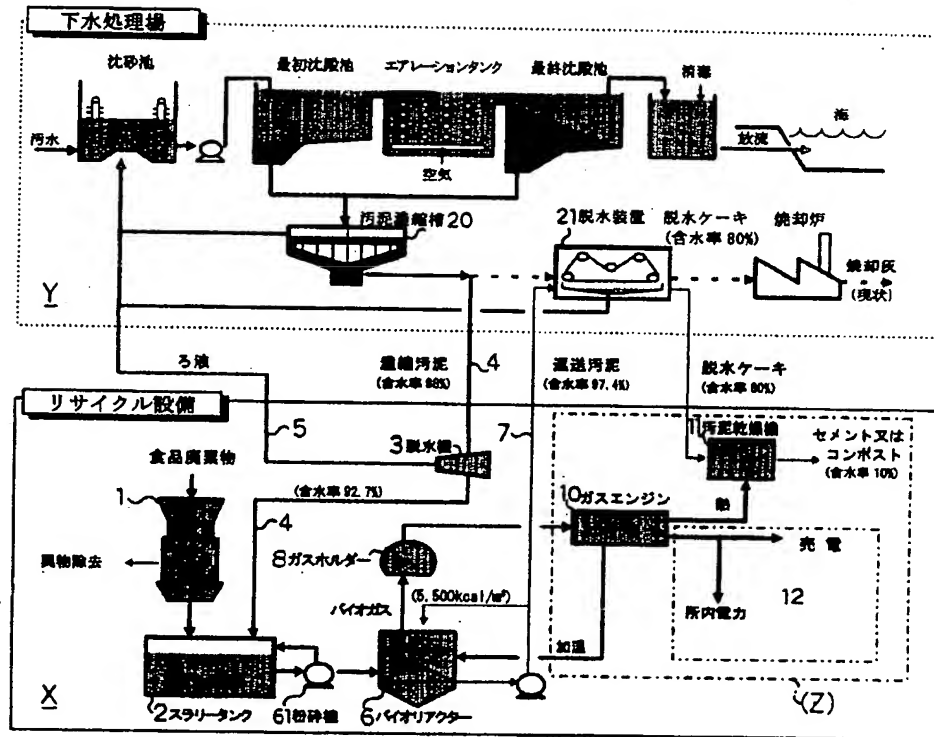 下水処理場
沈砂池
最初沈殿池
エアレーションタンク
最終沈殿池
消毒
海
汚水
空気
放流
汚泥濃縮槽20
21脱水装置
脱水ケーキ
(含水率80%)
焼却炉
焼却灰
(現状)
Y
ろ液
濃縮汚泥
(含水率98%)
4
返送汚泥
(含水率97.4%)
脱水ケーキ
(含水率80%)
リサイクル設備
5
3脱水機
7
11汚泥乾燥機
セメント又は
コンポスト
(含水率10%)
食品廃棄物
(含水率92.7%)
1
4
10ガスエンジン
熱
異物除去
8ガスホルダー
売電
バイオガス
(5,500kcal/m³)
12
所内電力
加温
X
2スラリータンク
61粉砕機
6バイオリアクター
(Z)